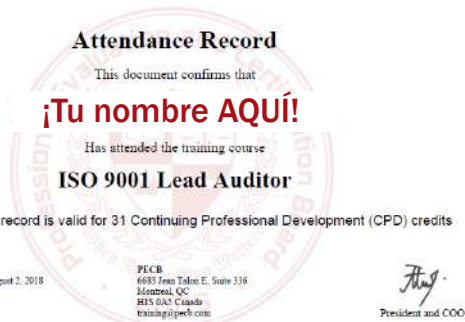 Attendance Record
This document confirms that
¡Tu nombre AQUÍ!
Has attended the training course
ISO 9001 Lead Auditor
record is valid for 31 Continuing Professional Development (CPD) credits
2, 2018
PECB
6683 Jean Talon E, Suite 336
Montreal, QC
H1S 0A5 Canada
training@pecb.com
President and COO